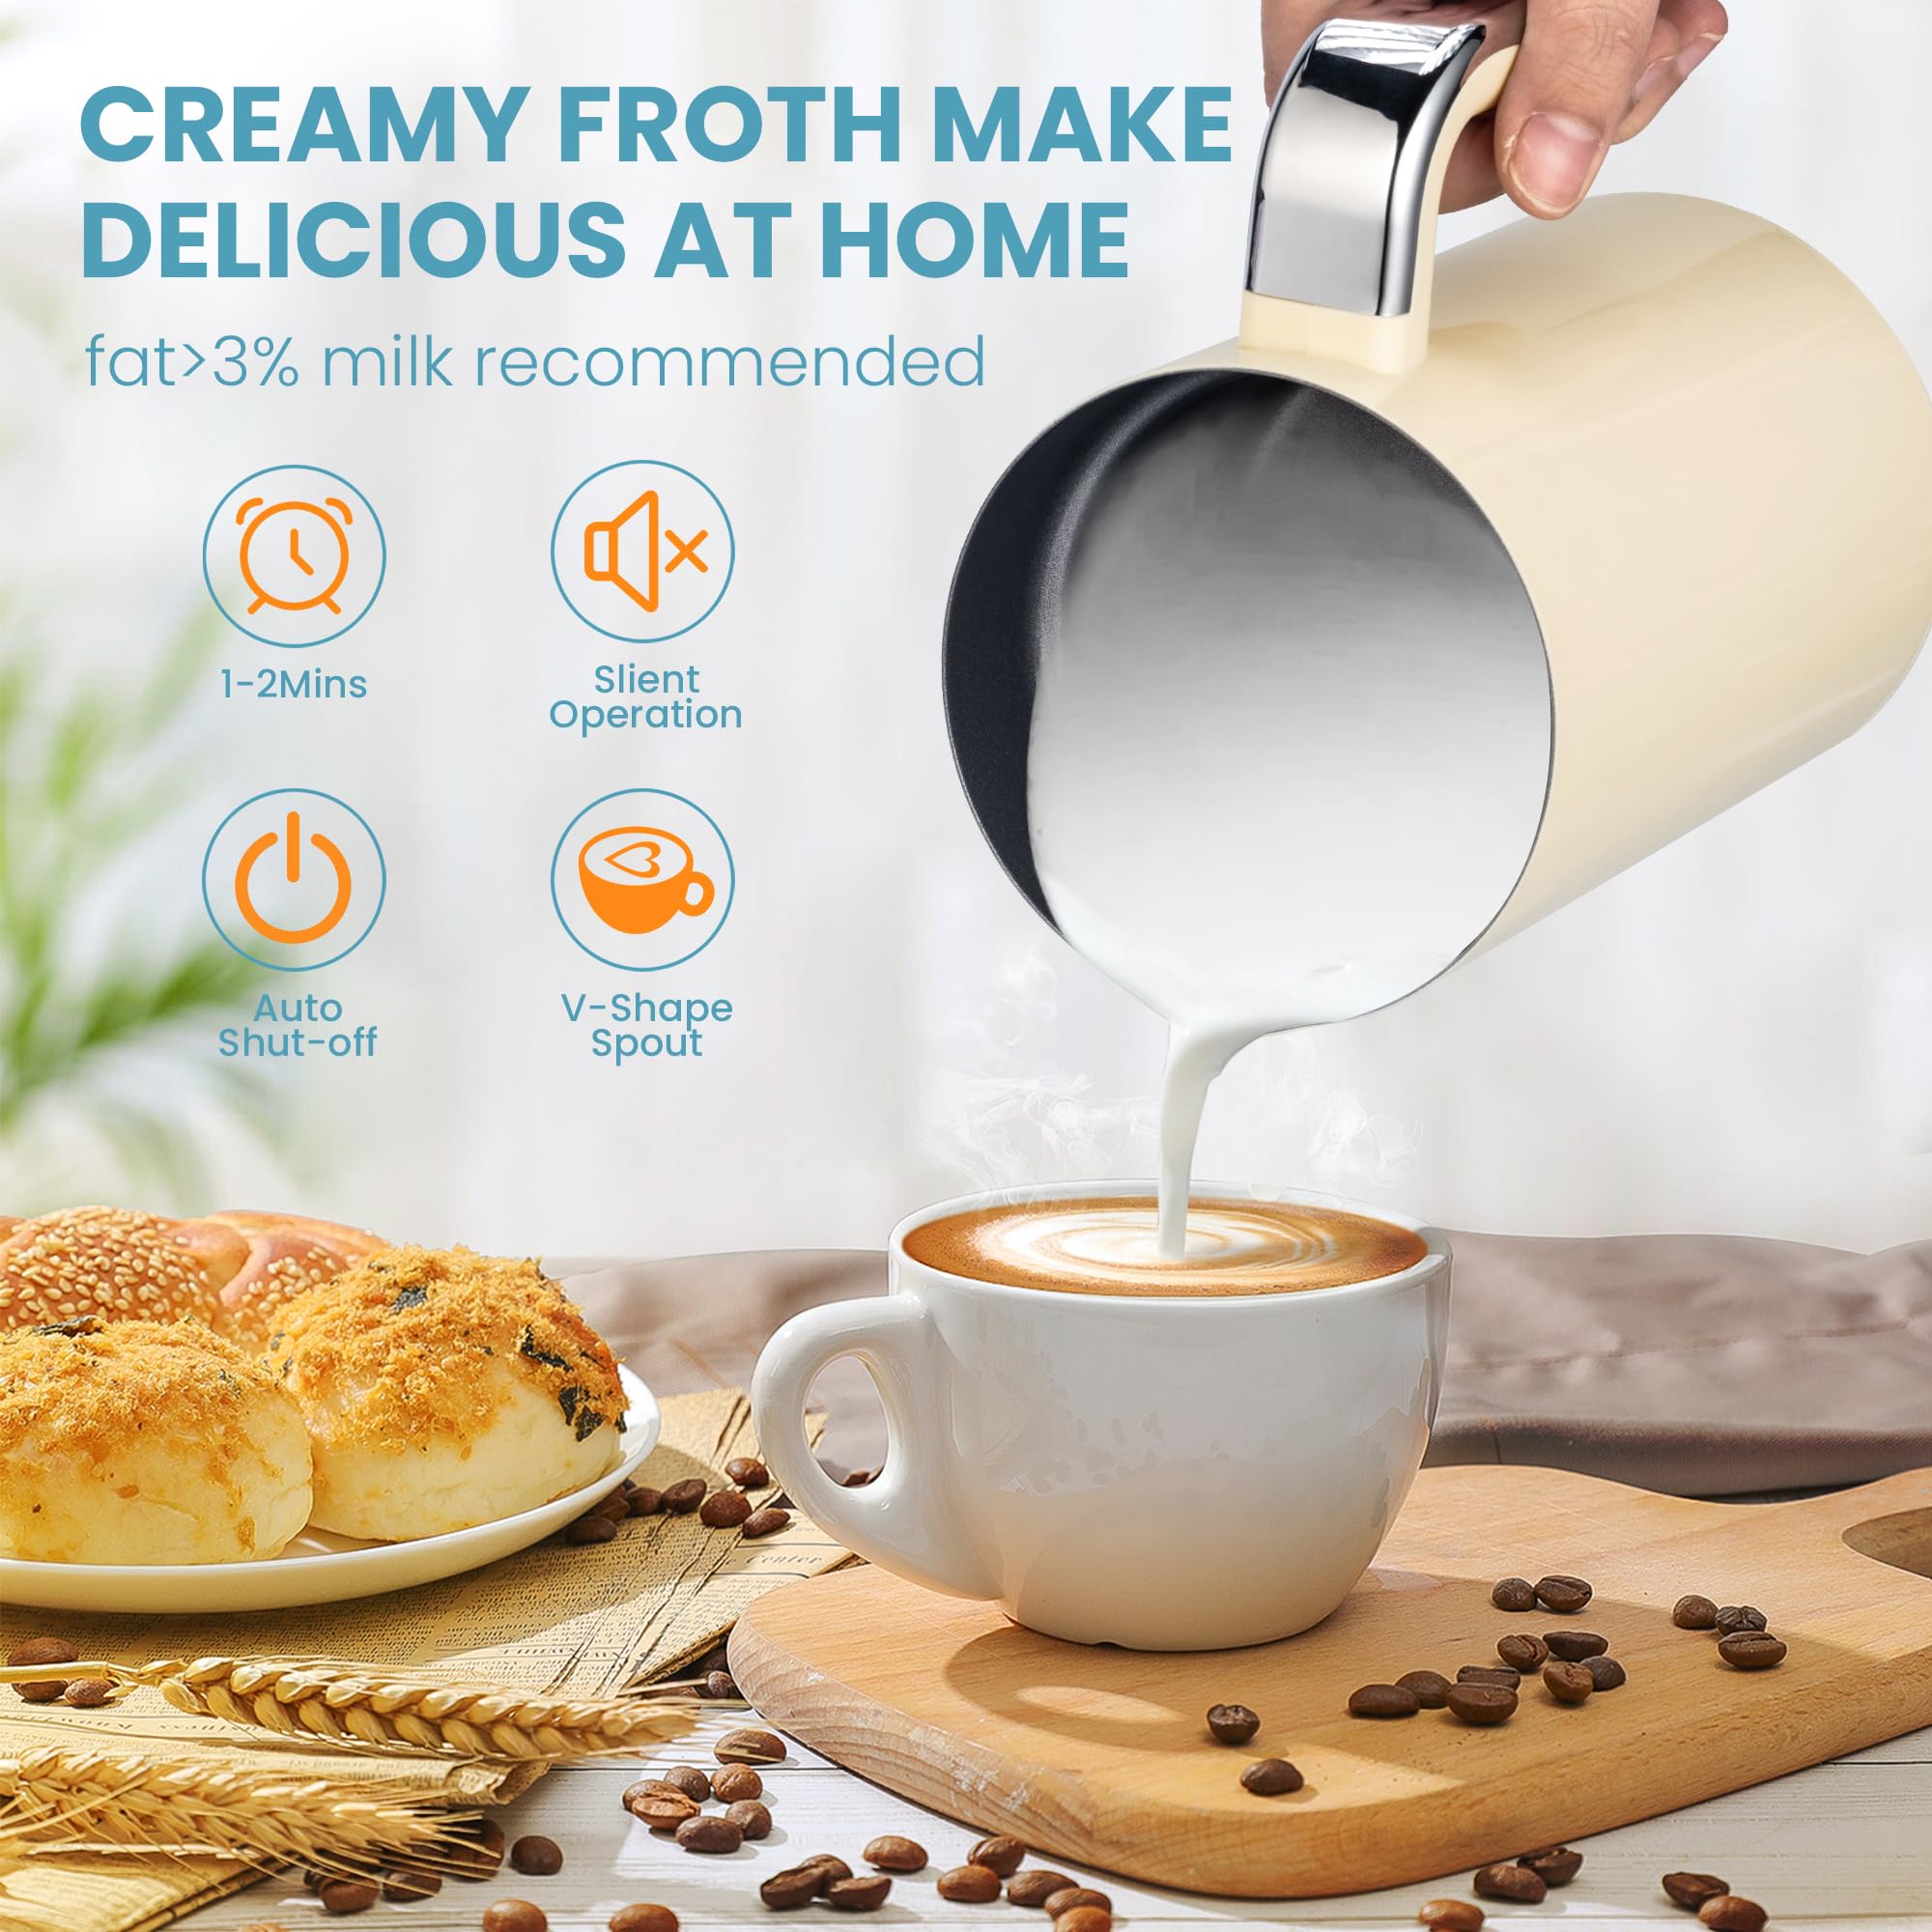 CREAMY FROTH MAKE
DELICIOUS AT HOME
fat>3% milk recommended
1-2Mins
Slient
Operation
Auto
Shut-off
V-Shape
Spout